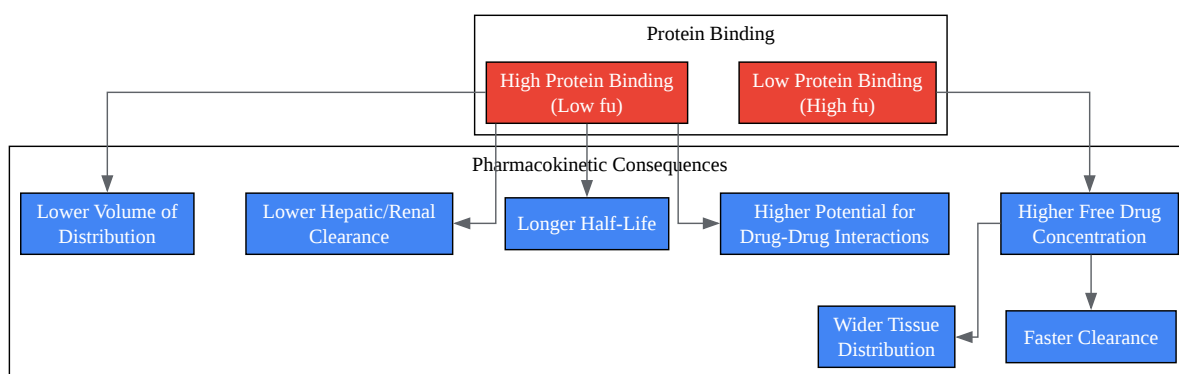 Protein Binding
High Protein Binding
(Low fu)
Low Protein Binding
(High fu)
Pharmacokinetic Consequences
Lower Volume of
Distribution
Lower Hepatic/Renal
Clearance
Longer Half-Life
Higher Potential for
Drug-Drug Interactions
Higher Free Drug
Concentration
Wider Tissue
Distribution
Faster Clearance